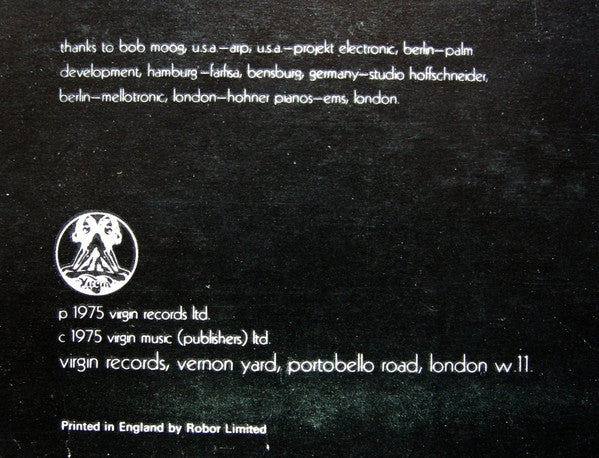 thanks to bob moog, u.s.a.—arp, u.s.a.—projekt electronic, berlin—palm
development, hamburg—farfisa, bensburg, germany—studio hoffschneider,
berlin—mellotronic, london—hohner pianos—ems, london.
Virgin
p 1975 virgin records ltd.
c 1975 virgin music (publishers) ltd.
virgin records, vernon yard, portobello road, london w.11.
Printed in England by Robor Limited